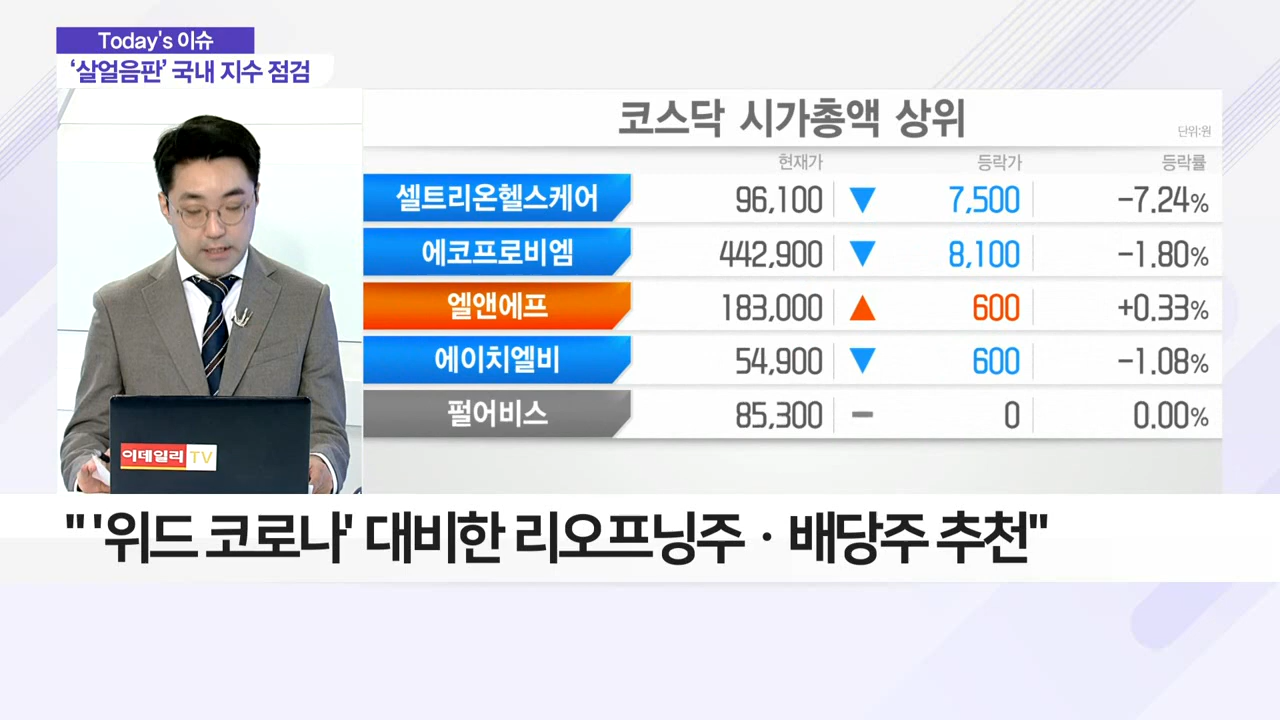 Today's 이슈
‘살얼음판’ 국내 지수 점검
코스닥 시가총액 상위
단위:원
현재가 등락가 등락률
셀트리온헬스케어 96,100 ▼ 7,500 -7.24%
에코프로비엠 442,900 ▼ 8,100 -1.80%
엘앤에프 183,000 ▲ 600 +0.33%
에이치엘비 54,900 ▼ 600 -1.08%
펄어비스 85,300 - 0 0.00%
이데일리 TV
"'위드 코로나' 대비한 리오프닝주·배당주 추천"